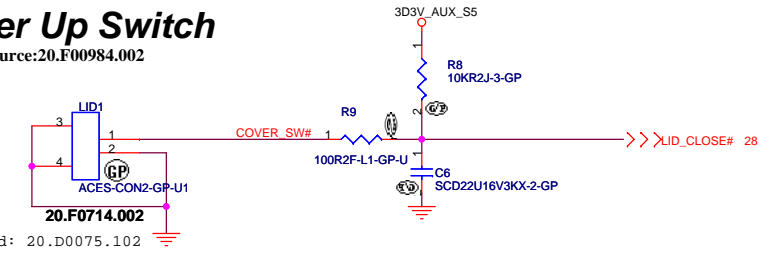 er Up Switch
urce:20.F00984.002
3D3V_AUX_S5
1
R8
10KR2J-3-GP
2
LID1
3
1
COVER_SW#
1
R9
100R2F-L1-GP-U
LID_CLOSE# 28
4
2
GP
ACES-CON2-GP-U1
1
C6
SCD22U16V3KX-2-GP
20.F0714.002
d: 20.D0075.102